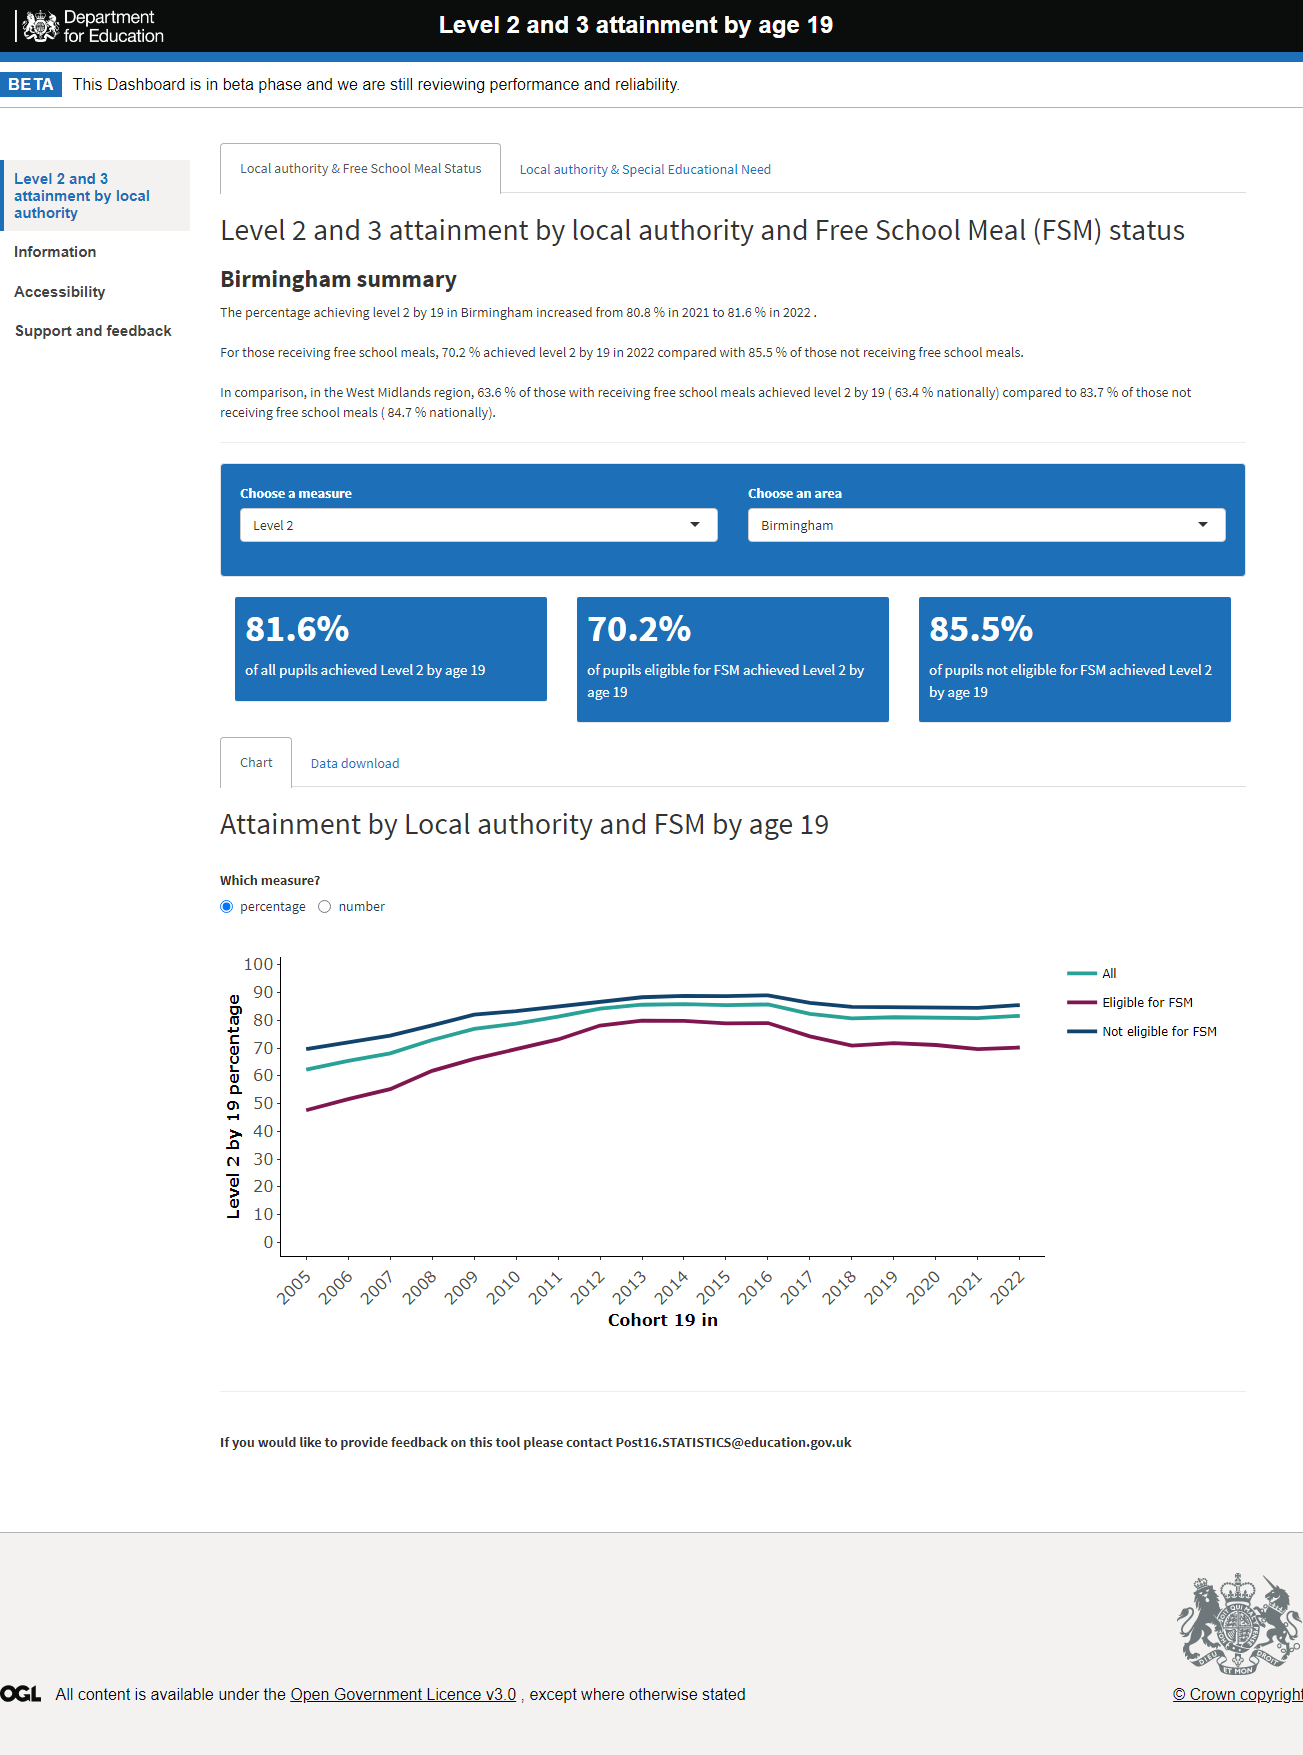 Department
for Education
Level 2 and 3 attainment by age 19
BETA This Dashboard is in beta phase and we are still reviewing performance and reliability.
Level 2 and 3
attainment by local
authority
Information
Accessibility
Support and feedback
Local authority & Free School Meal Status
Local authority & Special Educational Need
Level 2 and 3 attainment by local authority and Free School Meal (FSM) status
Birmingham summary
The percentage achieving level 2 by 19 in Birmingham increased from 80.8 % in 2021 to 81.6 % in 2022 .
For those receiving free school meals, 70.2 % achieved level 2 by 19 in 2022 compared with 85.5 % of those not receiving free school meals.
In comparison, in the West Midlands region, 63.6 % of those with receiving free school meals achieved level 2 by 19 ( 63.4 % nationally) compared to 83.7 % of those not
receiving free school meals ( 84.7 % nationally).
Choose a measure
Level 2
Choose an area
Birmingham
81.6%
of all pupils achieved Level 2 by age 19
70.2%
of pupils eligible for FSM achieved Level 2 by
age 19
85.5%
of pupils not eligible for FSM achieved Level 2
by age 19
Chart
Data download
Attainment by Local authority and FSM by age 19
Which measure?
percentage
number
Level 2 by 19 percentage
100
90
80
70
60
50
40
30
20
10
0
2005
2006
2007
2008
2009
2010
2011
2012
2013
2014
2015
2016
2017
2018
2019
2020
2021
2022
Cohort 19 in
All
Eligible for FSM
Not eligible for FSM
If you would like to provide feedback on this tool please contact Post16.STATISTICS@education.gov.uk
DIEU ET MON DROIT
OGL All content is available under the Open Government Licence v3.0 , except where otherwise stated
© Crown copyright